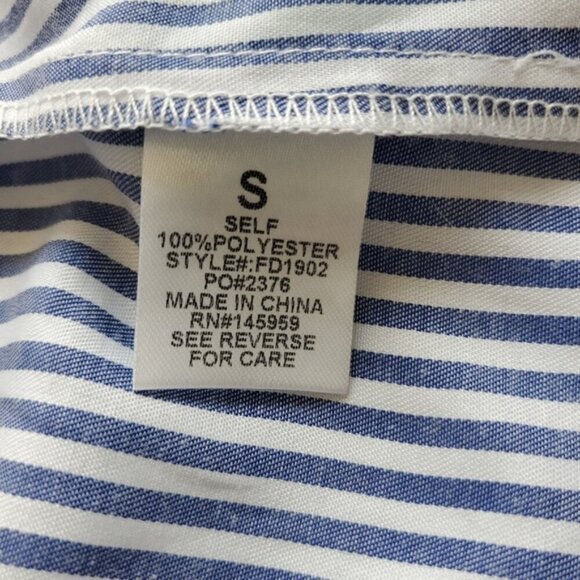 S
SELF
100%POLYESTER
STYLE#:FD1902
PO#2376
MADE IN CHINA
RN#145959
SEE REVERSE
FOR CARE